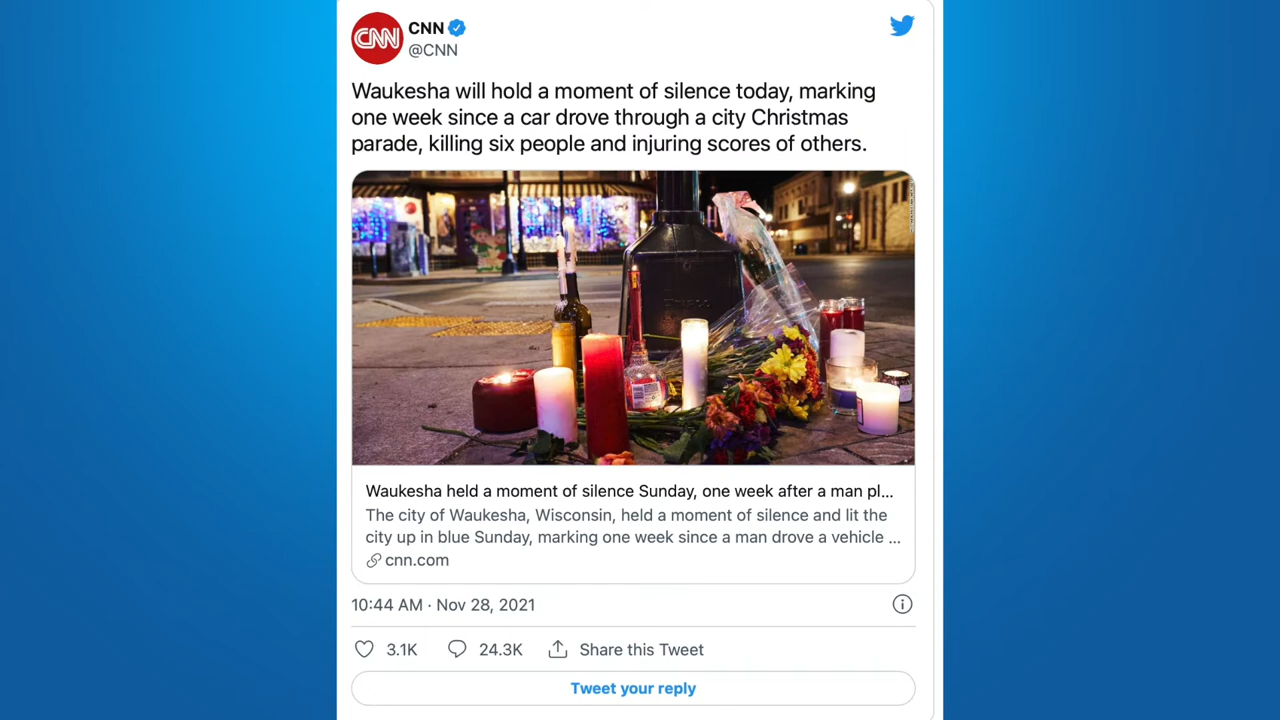 CNN
CNN
@CNN
Waukesha will hold a moment of silence today, marking
one week since a car drove through a city Christmas
parade, killing six people and injuring scores of others.
Waukesha held a moment of silence Sunday, one week after a man pl...
The city of Waukesha, Wisconsin, held a moment of silence and lit the
city up in blue Sunday, marking one week since a man drove a vehicle ...
cnn.com
10:44 AM · Nov 28, 2021
3.1K 24.3K Share this Tweet
Tweet your reply